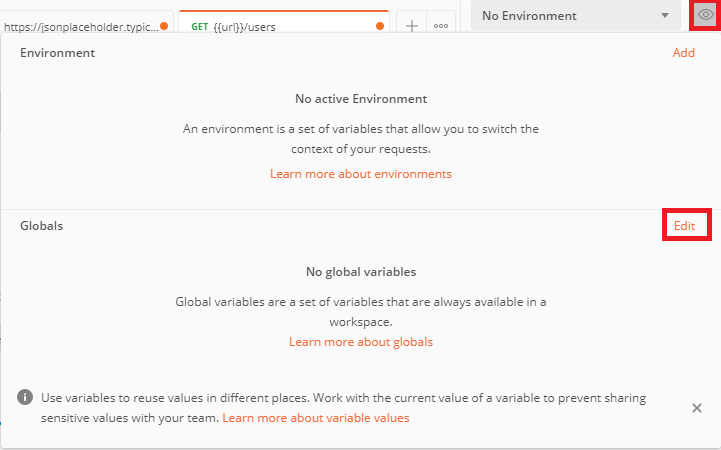 https://jsonplaceholder.typic... GET {{url}}/users No Environment
Environment Add
No active Environment
An environment is a set of variables that allow you to switch the
context of your requests.
Learn more about environments
Globals Edit
No global variables
Global variables are a set of variables that are always available in a
workspace.
Learn more about globals
Use variables to reuse values in different places. Work with the current value of a variable to prevent sharing
sensitive values with your team. Learn more about variable values